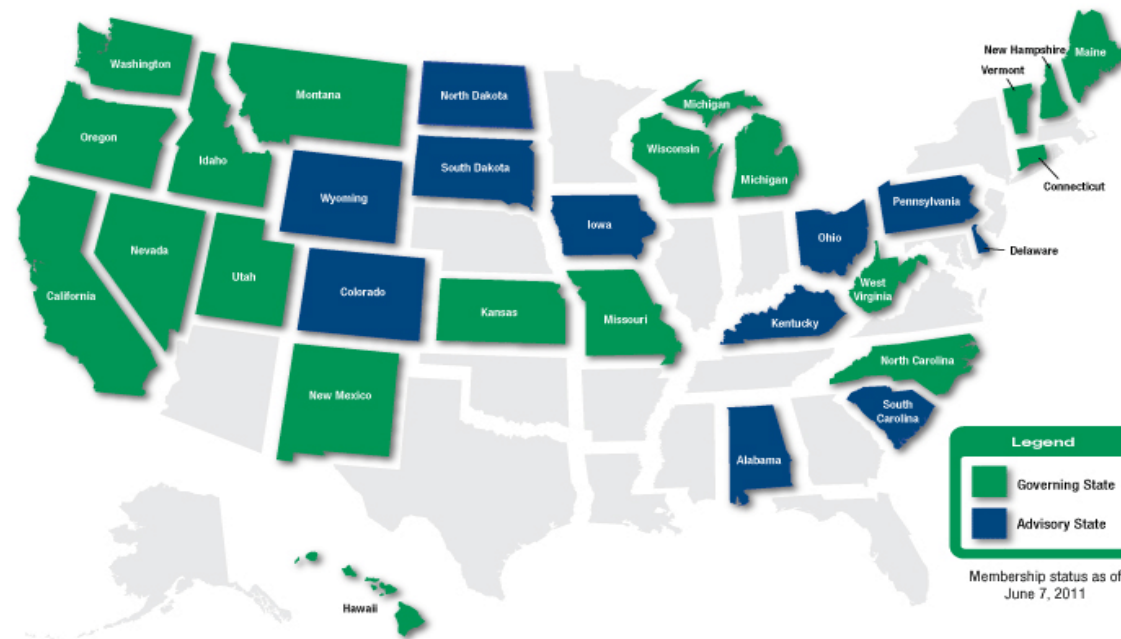 New Hampshire
Maine
Vermont
Washington
Montana
North Dakota
Michigan
Oregon
Wisconsin
Idaho
South Dakota
Michigan
Connecticut
Wyoming
Pennsylvania
Iowa
Ohio
Nevada
Delaware
Utah
West
Virginia
California
Colorado
Kansas
Missouri
Kentucky
North Carolina
New Mexico
South
Carolina
Legend
Alabama
Governing State
Advisory State
Membership status as of
June 7, 2011
Hawaii